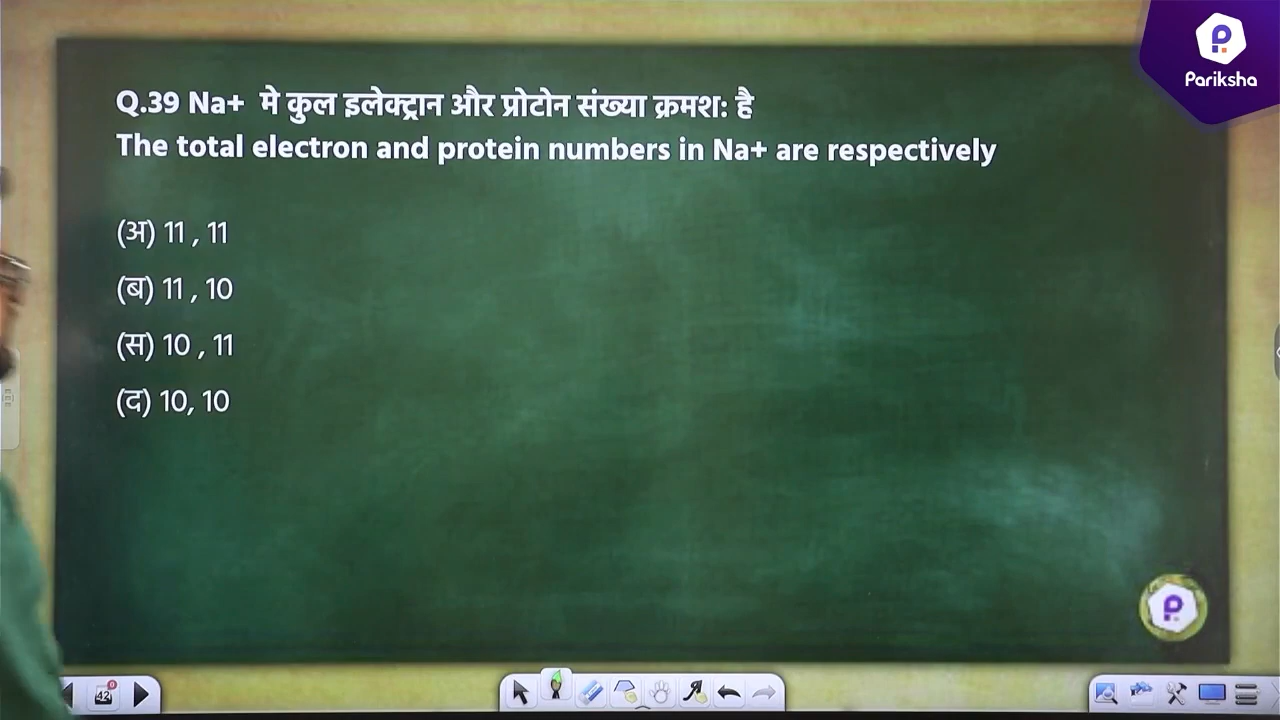 Pariksha
Q.39 Na+ मे कुल इलेक्ट्रान और प्रोटोन संख्या क्रमश: है
The total electron and protein numbers in Na+ are respectively
(अ) 11 , 11
(ब) 11 , 10
(स) 10 , 11
(द) 10, 10
42